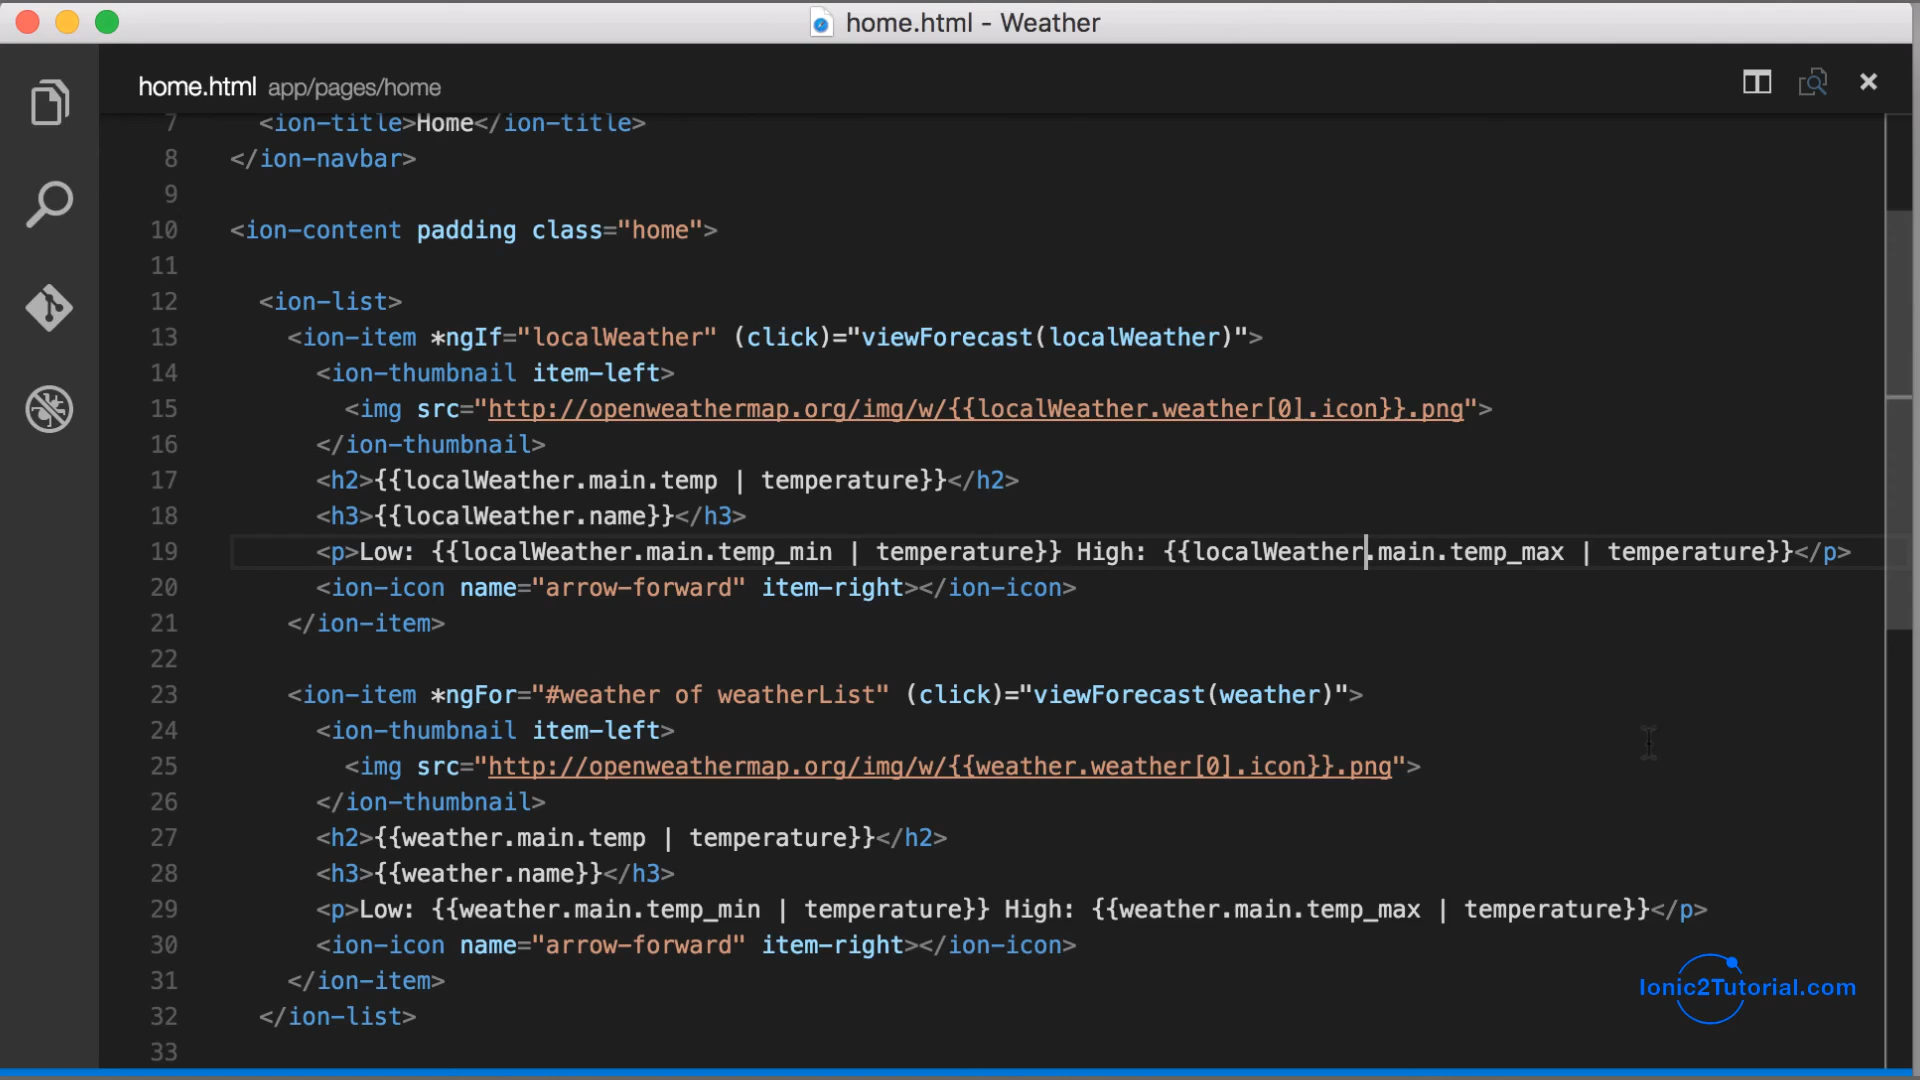 home.html - Weather
home.html app/pages/home
7 <ion-title>Home</ion-title>
8 </ion-navbar>
9
10 <ion-content padding class="home">
11
12 <ion-list>
13 <ion-item *ngIf="localWeather" (click)="viewForecast(localWeather)">
14 <ion-thumbnail item-left>
15 <img src="http://openweathermap.org/img/w/{{localWeather.weather[0].icon}}.png">
16 </ion-thumbnail>
17 <h2>{{localWeather.main.temp | temperature}}</h2>
18 <h3>{{localWeather.name}}</h3>
19 <p>Low: {{localWeather.main.temp_min | temperature}} High: {{localWeather.main.temp_max | temperature}}</p>
20 <ion-icon name="arrow-forward" item-right></ion-icon>
21 </ion-item>
22
23 <ion-item *ngFor="#weather of weatherList" (click)="viewForecast(weather)">
24 <ion-thumbnail item-left>
25 <img src="http://openweathermap.org/img/w/{{weather.weather[0].icon}}.png">
26 </ion-thumbnail>
27 <h2>{{weather.main.temp | temperature}}</h2>
28 <h3>{{weather.name}}</h3>
29 <p>Low: {{weather.main.temp_min | temperature}} High: {{weather.main.temp_max | temperature}}</p>
30 <ion-icon name="arrow-forward" item-right></ion-icon>
31 </ion-item>
32 </ion-list>
33
Ionic2Tutorial.com